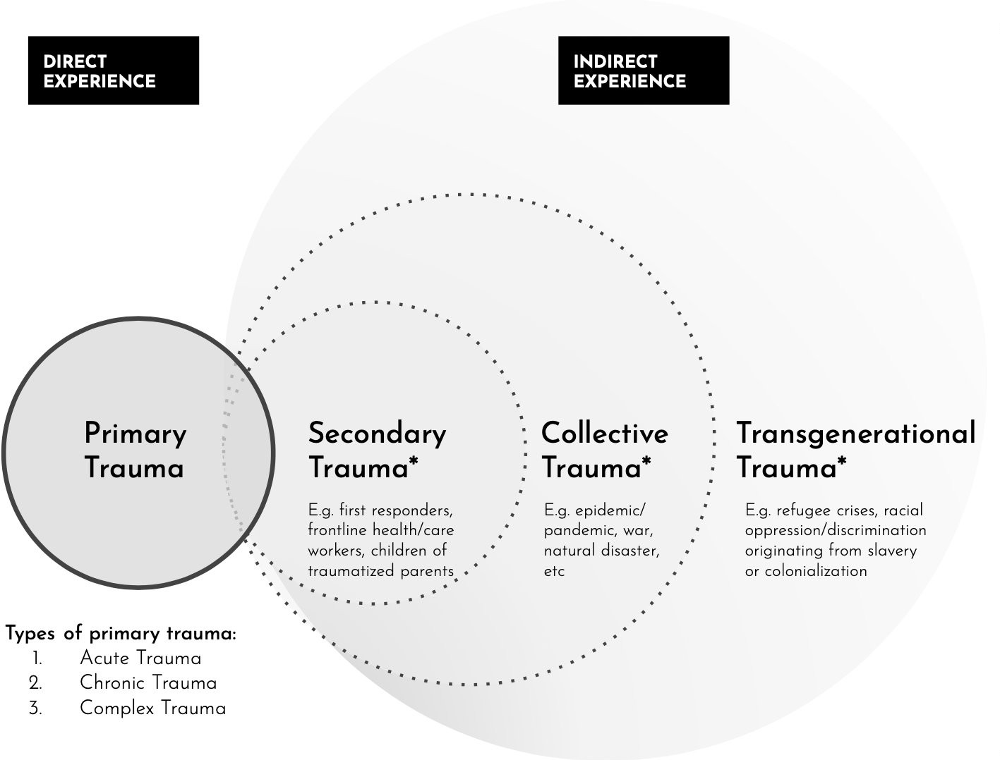 DIRECT
EXPERIENCE
INDIRECT
EXPERIENCE
Primary
Trauma
Secondary
Trauma*
E.g. first responders,
frontline health/care
workers, children of
traumatized parents
Collective
Trauma*
E.g. epidemic/
pandemic, war,
natural disaster,
etc
Transgenerational
Trauma*
E.g. refugee crises, racial
oppression/discrimination
originating from slavery
or colonialization
Types of primary trauma:
1. Acute Trauma
2. Chronic Trauma
3. Complex Trauma